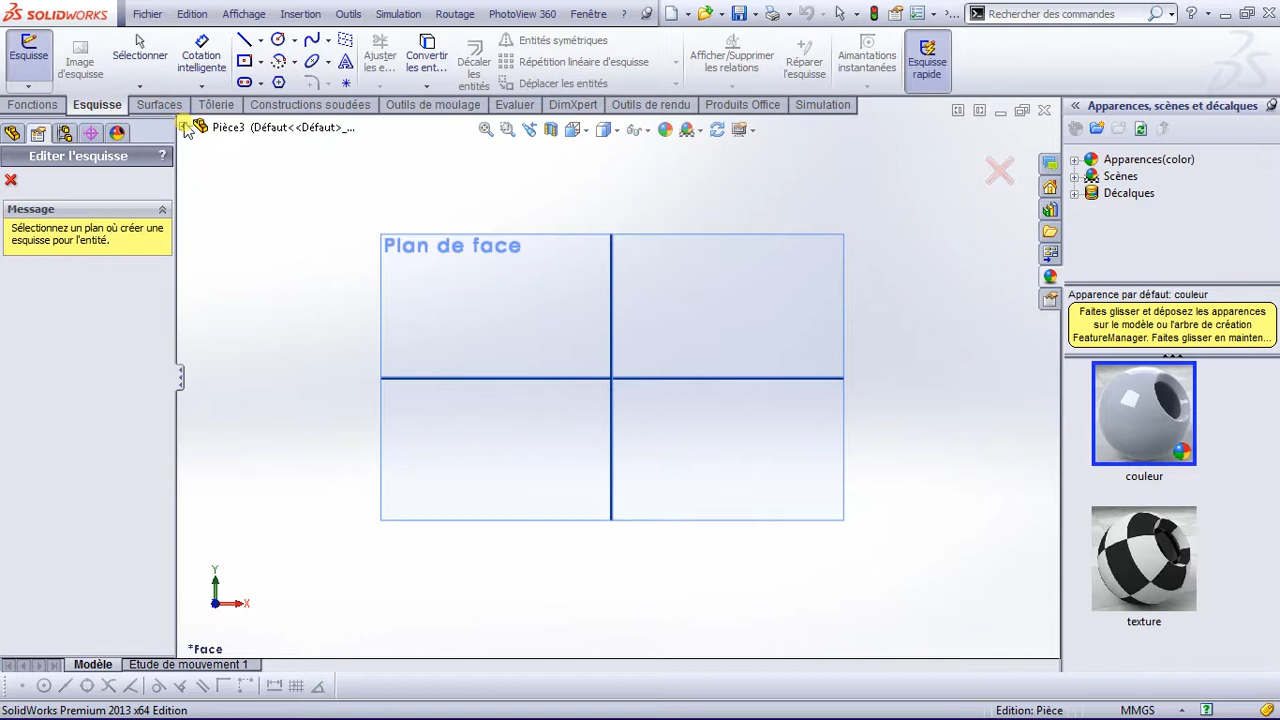 SOLIDWORKS Fichier Edition Affichage Insertion Outils Simulation Routage PhotoView 360 Fenêtre ? ... Rechercher des commandes
Esquisse
Image d'esquisse
Sélectionner
Cotation intelligente
Ajuster les e...
Convertir les ent...
Décaler les entités
Entités symétriques
Répétition linéaire d'esquisse
Déplacer les entités
Afficher/Supprimer les relations
Réparer l'esquisse
Aimantations instantanées
Esquisse rapide
Fonctions Esquisse Surfaces Tôlerie Constructions soudées Outils de moulage Evaluer DimXpert Outils de rendu Produits Office Simulation
Pièce3 (Défaut<<Défaut>_...
Editer l'esquisse ?
Message
Sélectionnez un plan où créer une
esquisse pour l'entité.
Plan de face
Y
X
*Face
Apparences, scènes et décalques
Apparences(color)
Scènes
Décalques
Apparence par défaut: couleur
Faites glisser et déposez les apparences
sur le modèle ou l'arbre de création
FeatureManager. Faites glisser en mainten...
couleur
texture
Modèle Etude de mouvement 1
SolidWorks Premium 2013 x64 Edition Edition: Pièce MMGS ?